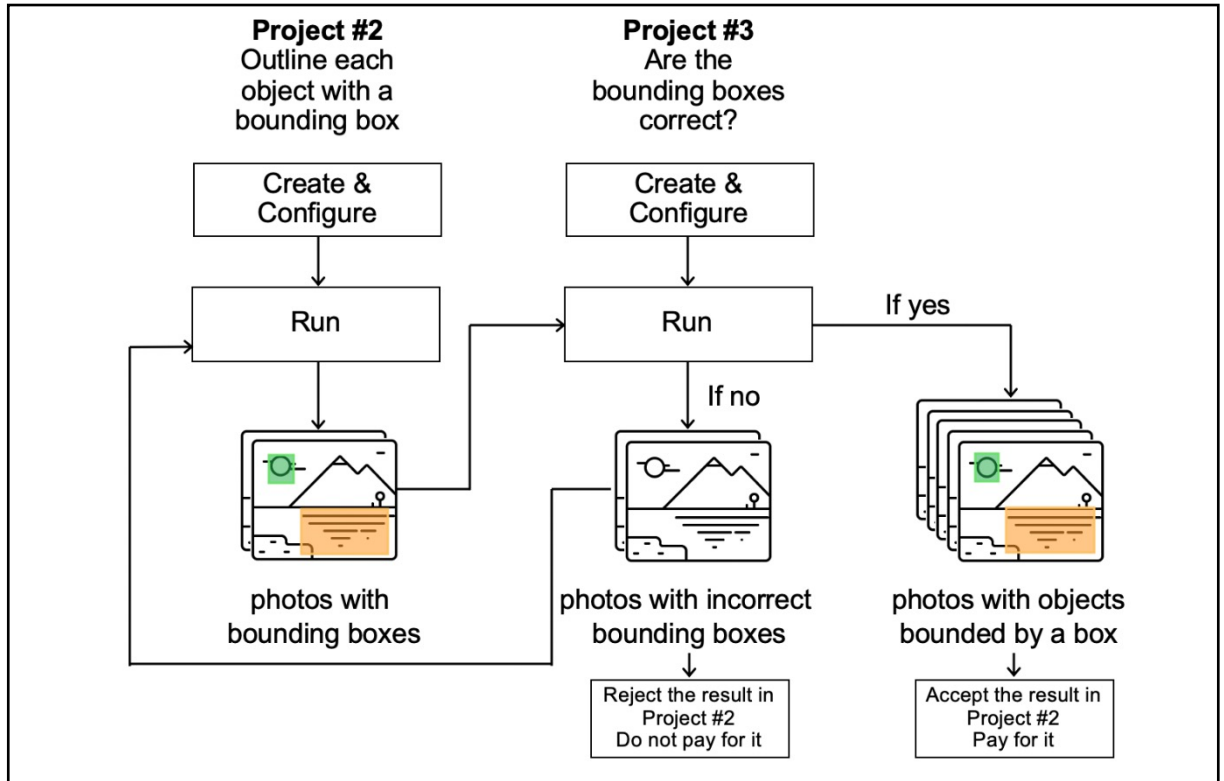 Project #2
Outline each
object with a
bounding box
Create &
Configure
Run
photos with
bounding boxes
Project #3
Are the
bounding boxes
correct?
Create &
Configure
Run
If yes
If no
photos with incorrect
bounding boxes
Reject the result in
Project #2
Do not pay for it
photos with objects
bounded by a box
Accept the result in
Project #2
Pay for it